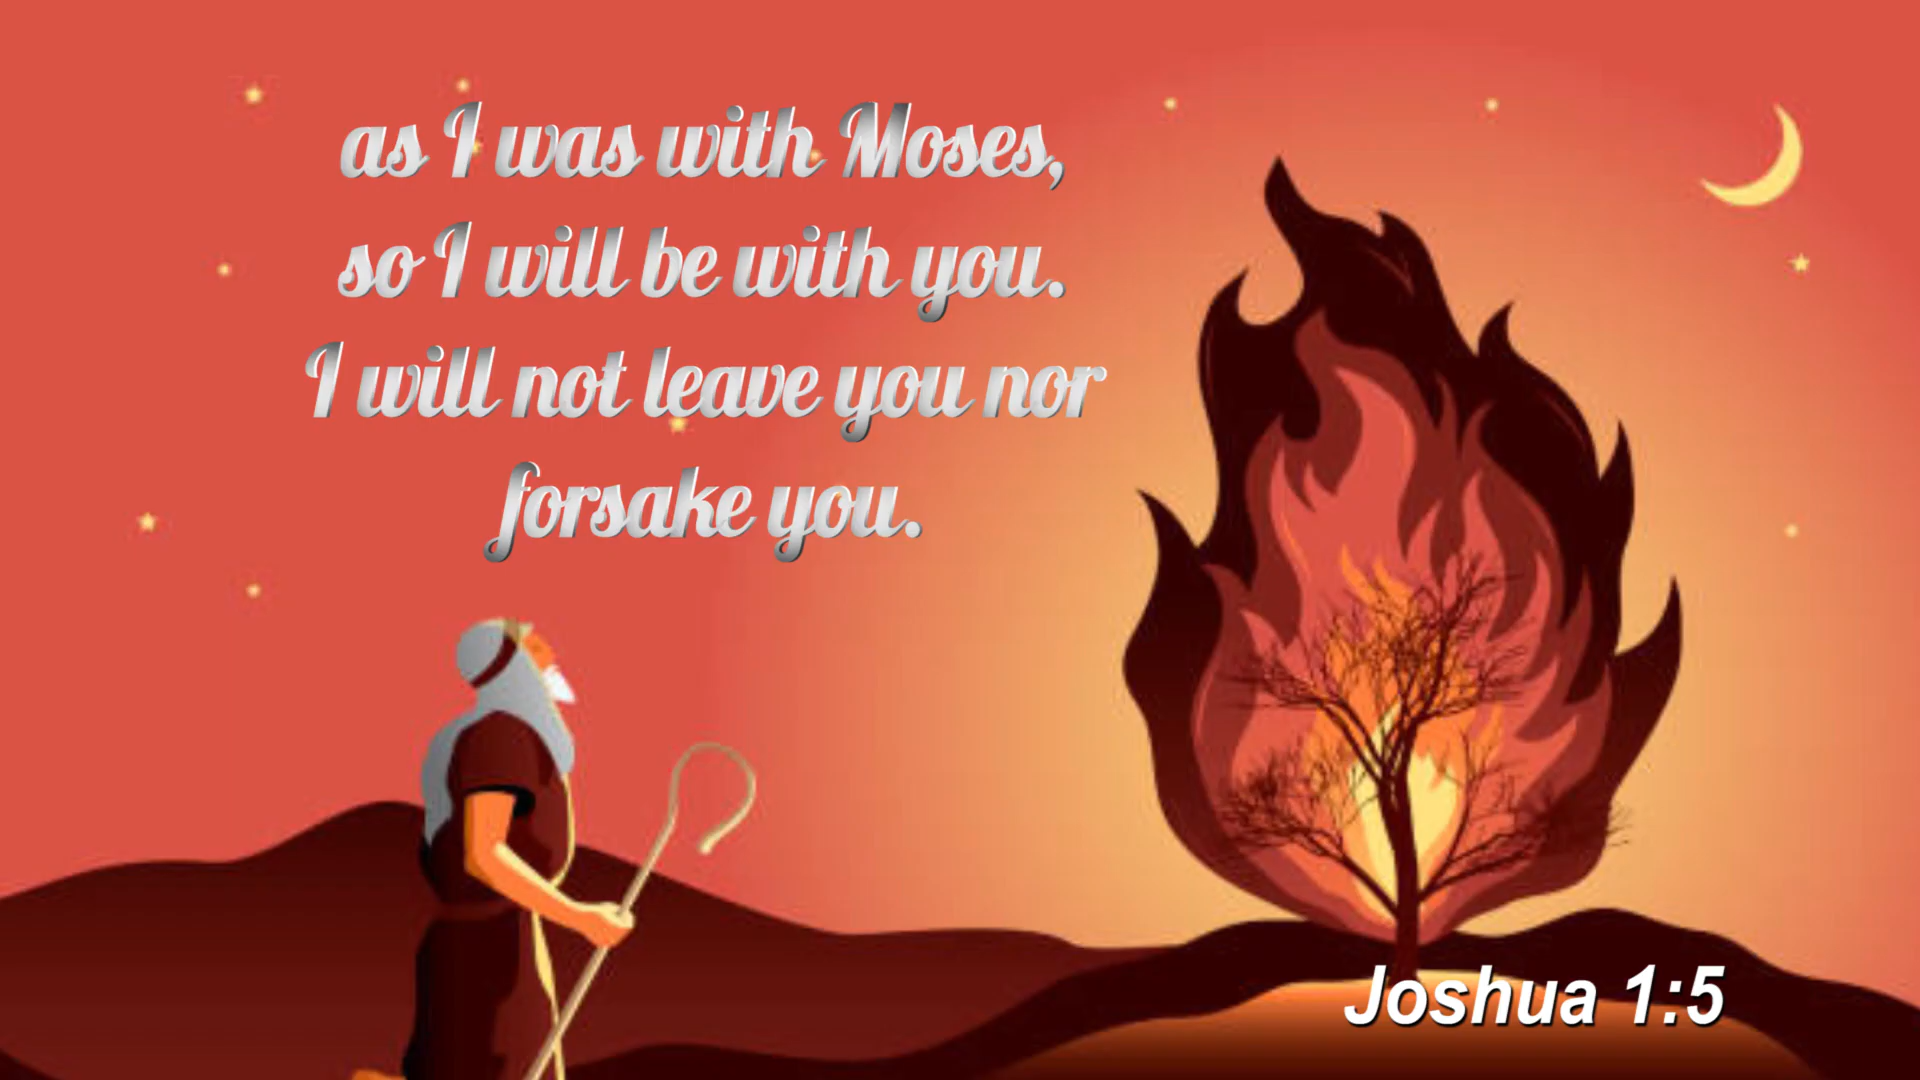 as I was with Moses,
so I will be with you.
I will not leave you nor
forsake you.
Joshua 1:5